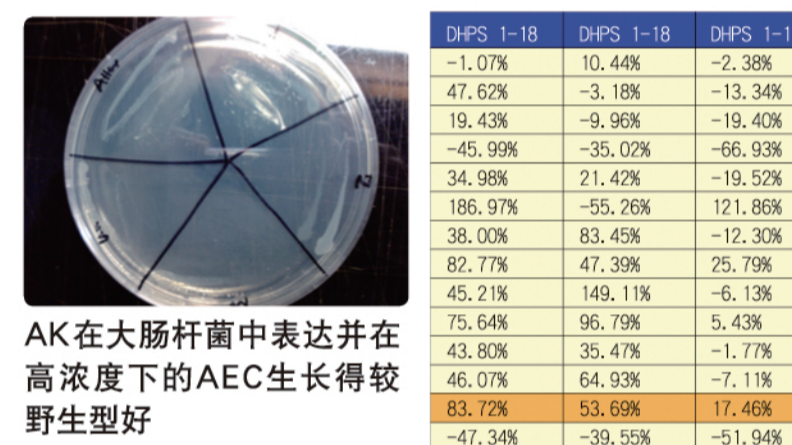 AK在大肠杆菌中表达并在
高浓度下的AEC生长得较
野生型好
DHPS 1-18 DHPS 1-18
-1.07% 10.44% -2.38%
47.62% -3.18% -13.34%
19.43% -9.96% -19.40%
-45.99% -35.02% -66.93%
34.98% 21.42% -19.52%
186.97% -55.26% 121.86%
38.00% 83.45% -12.30%
82.77% 47.39% 25.79%
45.21% 149.11% -6.13%
75.64% 96.79% 5.43%
43.80% 35.47% -1.77%
46.07% 64.93% -7.11%
83.72% 53.69% 17.46%
-47.34% -39.55% -51.94%